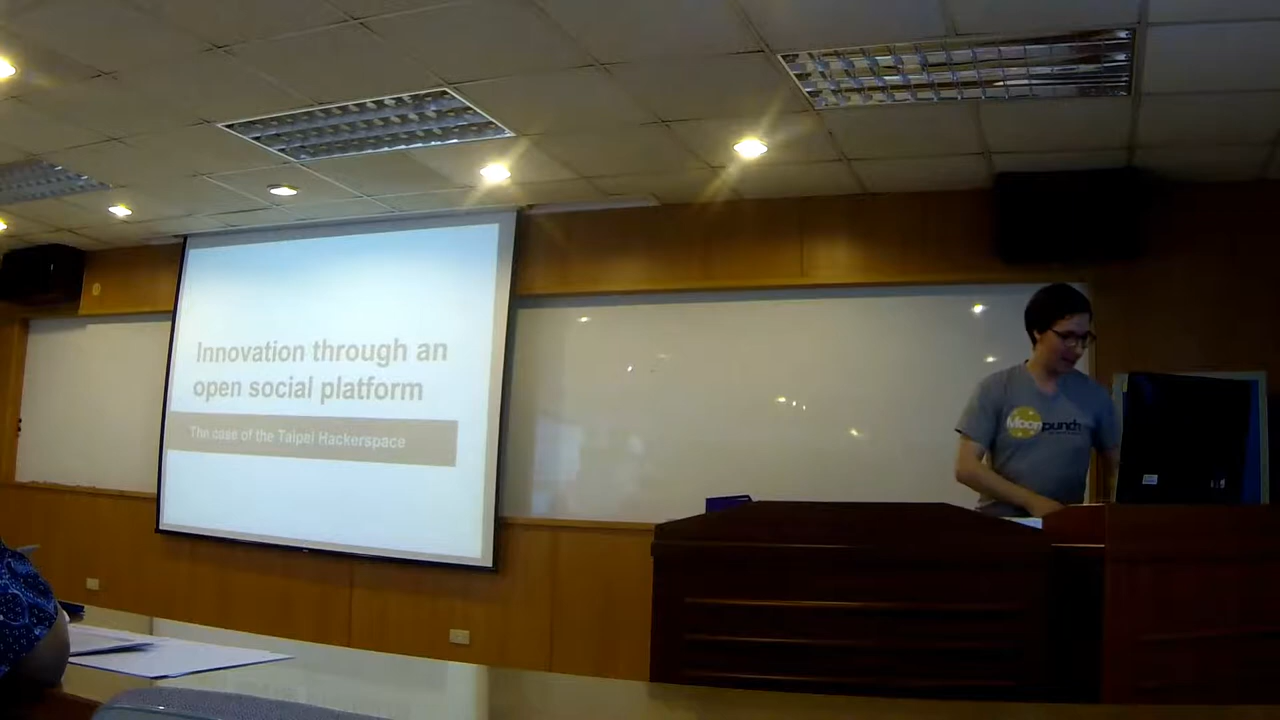 Innovation through an
open social platform
The case of the Taipei Hackerspace
Moonpunch